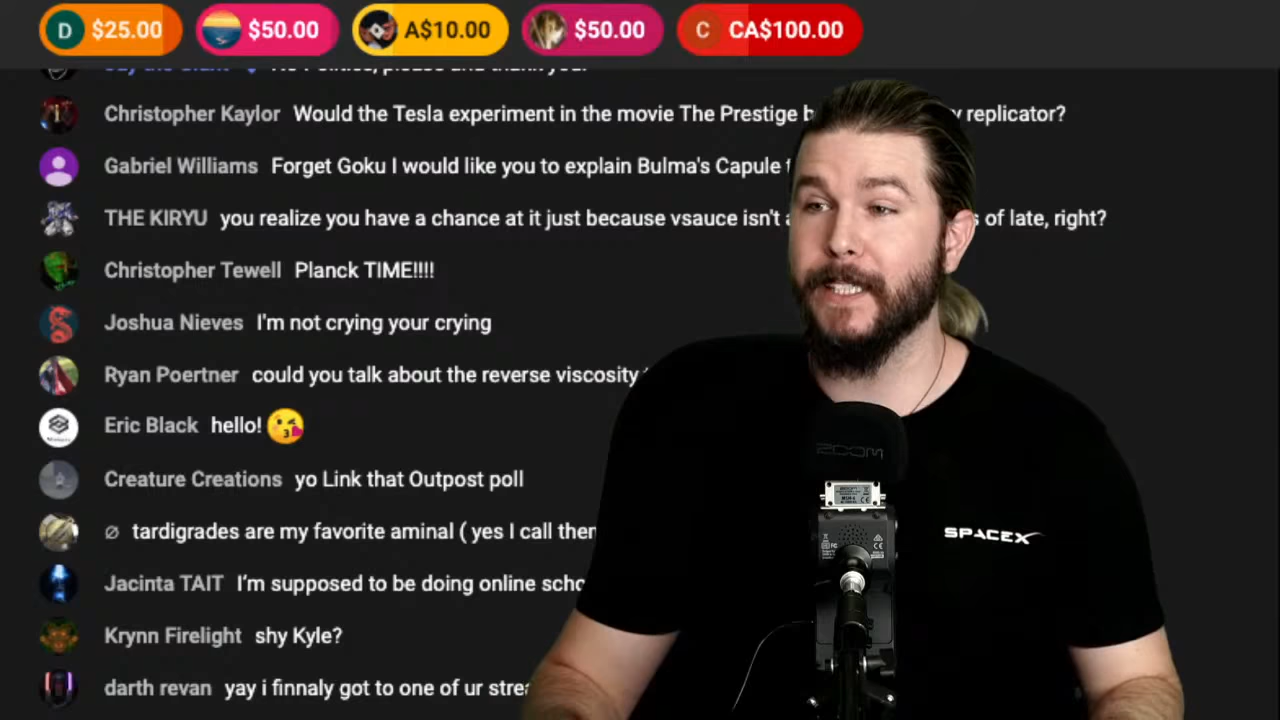 D $25.00 $50.00 A$10.00 $50.00 C CA$100.00
Christopher Kaylor Would the Tesla experiment in the movie The Prestige replicator?
Gabriel Williams Forget Goku I would like you to explain Bulma's Capule
THE KIRYU you realize you have a chance at it just because vsauce isn't of late, right?
Christopher Tewell Planck TIME!!!!
Joshua Nieves I'm not crying your crying
Ryan Poertner could you talk about the reverse viscosity
Eric Black hello! 😘
Creature Creations yo Link that Outpost poll
ø tardigrades are my favorite aminal ( yes I call
Jacinta TAIT I'm supposed to be doing online
Krynn Firelight shy Kyle?
darth revan yay i finnaly got to one of ur
ZOOM
SPACEX